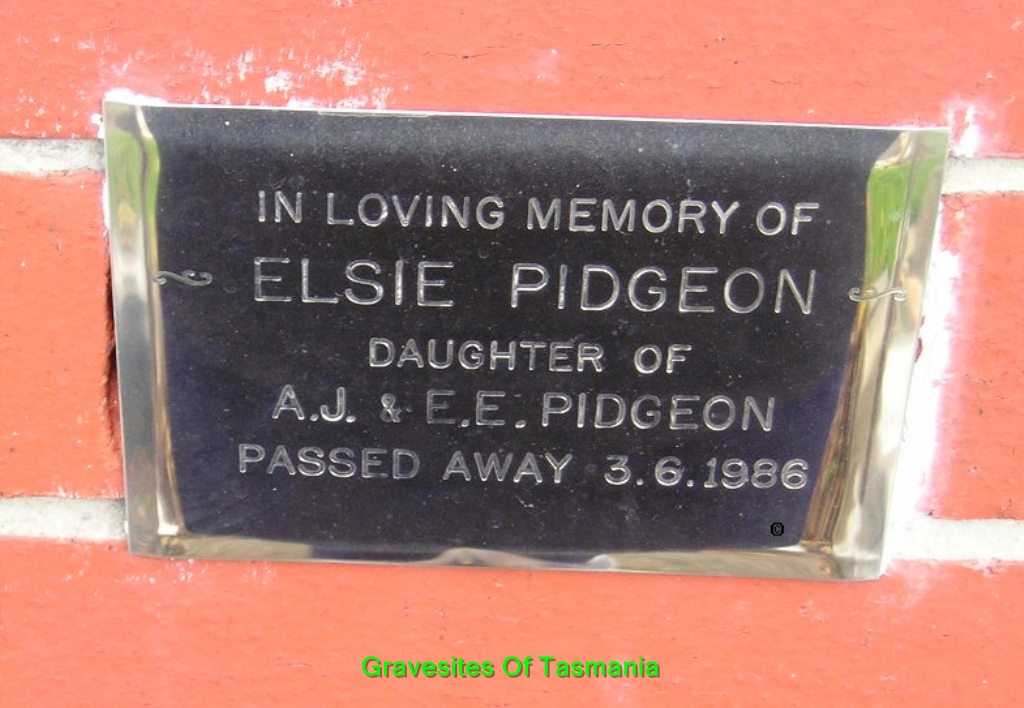 IN LOVING MEMORY OF
ELSIE PIDGEON
DAUGHTER OF
A.J. & E.E. PIDGEON
PASSED AWAY 3.6.1986
©
Gravesites Of Tasmania